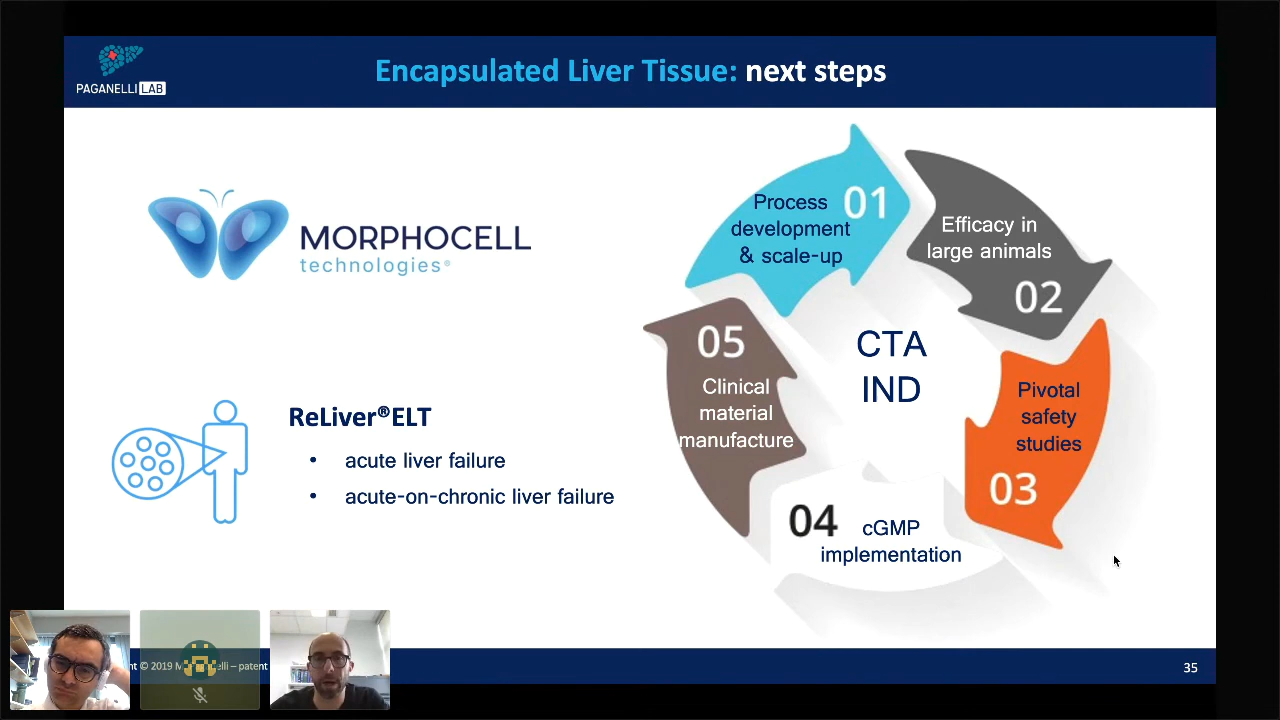 PAGANELLI LAB
Encapsulated Liver Tissue: next steps
MORPHOCELL
technologies®
ReLiver®ELT
• acute liver failure
• acute-on-chronic liver failure
01
Process
development
& scale-up
02
Efficacy in
large animals
03
Pivotal
safety
studies
04
cGMP
implementation
05
Clinical
material
manufacture
CTA
IND
© 2019 M
– patent
35